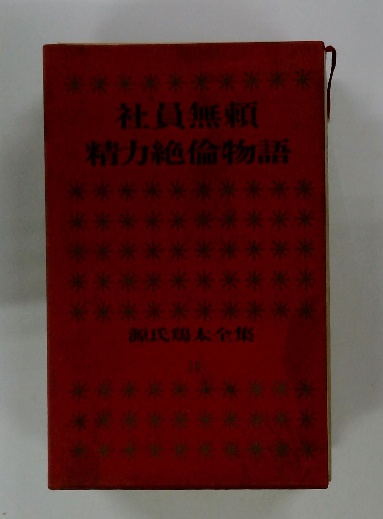 社員無頼
精力絶倫物語
源氏鶏太全集